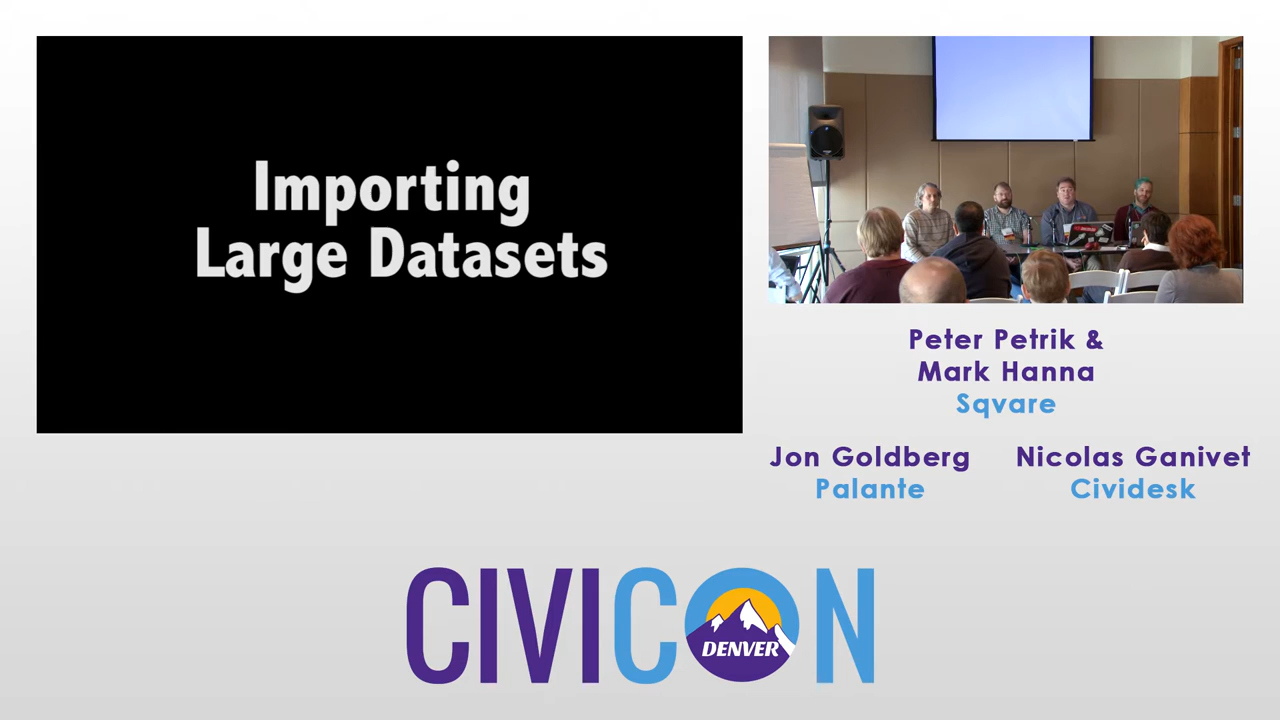 Importing
Large Datasets
Peter Petrik &
Mark Hanna
Sqvare
Jon Goldberg
Palante
Nicolas Ganivet
Cividesk
CIVICON
DENVER